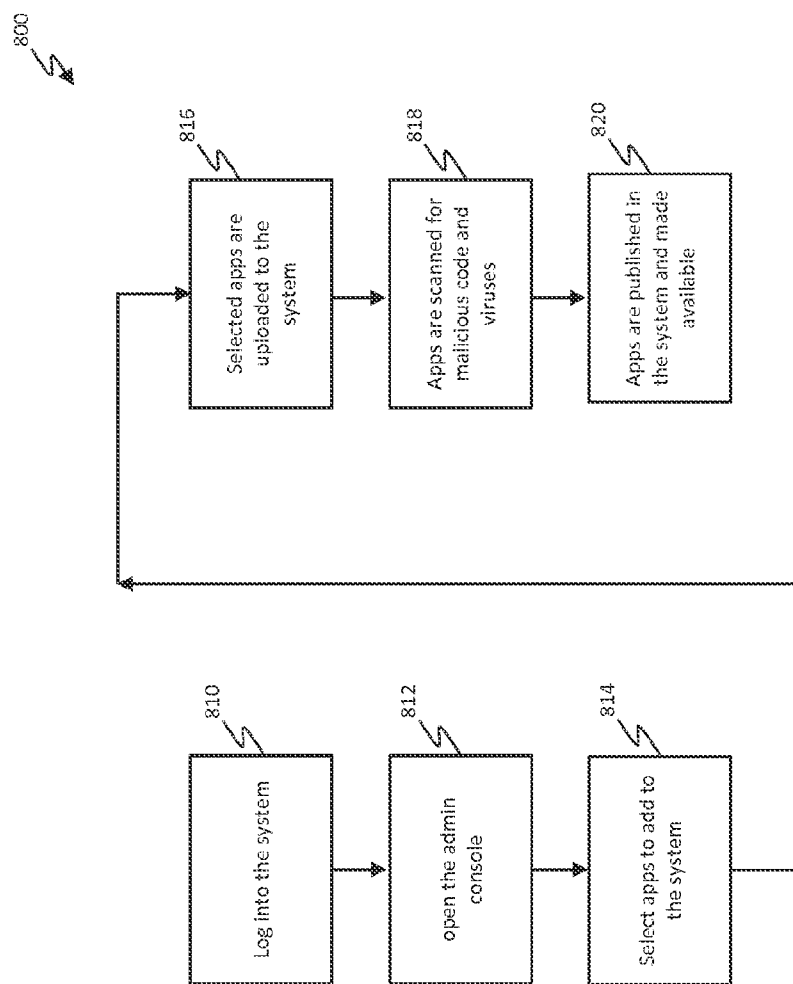 800
810
Log into the system
812
open the admin
console
814
Select apps to add to
the system
816
Selected apps are
uploaded to the
system
818
Apps are scanned for
malicious code and
viruses
820
Apps are published in
the system and made
available